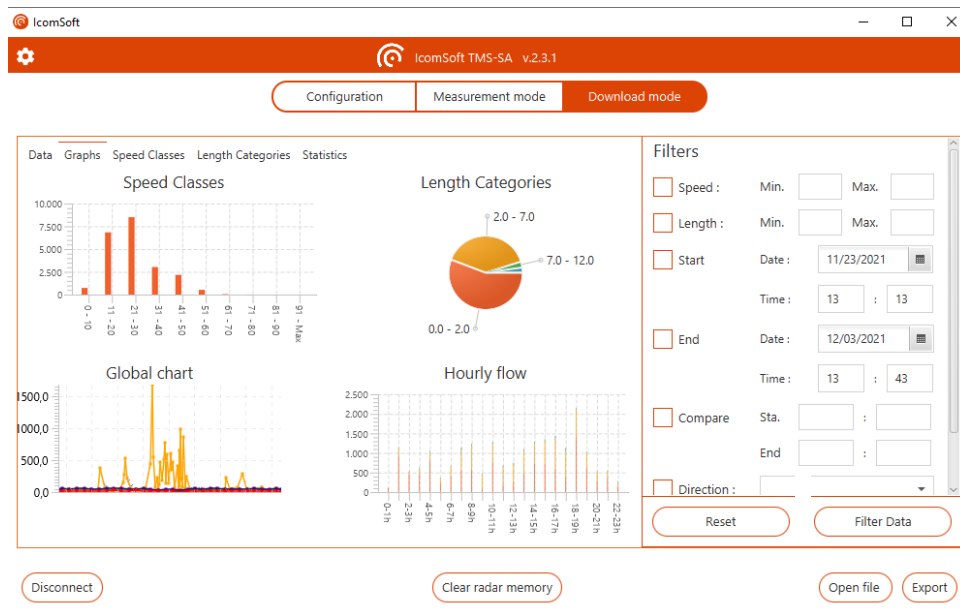 IcomSoft
IcomSoft TMS-SA v.2.3.1
Configuration Measurement mode Download mode
Data Graphs Speed Classes Length Categories Statistics
Speed Classes
10.000
7.500
5.000
2.500
0
0 - 10
11 - 20
21 - 30
31 - 40
41 - 50
51 - 60
61 - 70
71 - 80
81 - 90
91 - Max
Length Categories
2.0 - 7.0
7.0 - 12.0
0.0 - 2.0
Global chart
1500,0
1000,0
500,0
0,0
Hourly flow
2.500
2.000
1.500
1.000
500
0
0-1h
2-3h
4-5h
6-7h
8-9h
10-11h
12-13h
14-15h
16-17h
18-19h
20-21h
22-23h
Filters
Speed : Min. Max.
Length : Min. Max.
Start Date : 11/23/2021
Time : 13 : 13
End Date : 12/03/2021
Time : 13 : 43
Compare Sta. :
End :
Direction :
Reset Filter Data
Disconnect Clear radar memory Open file Export